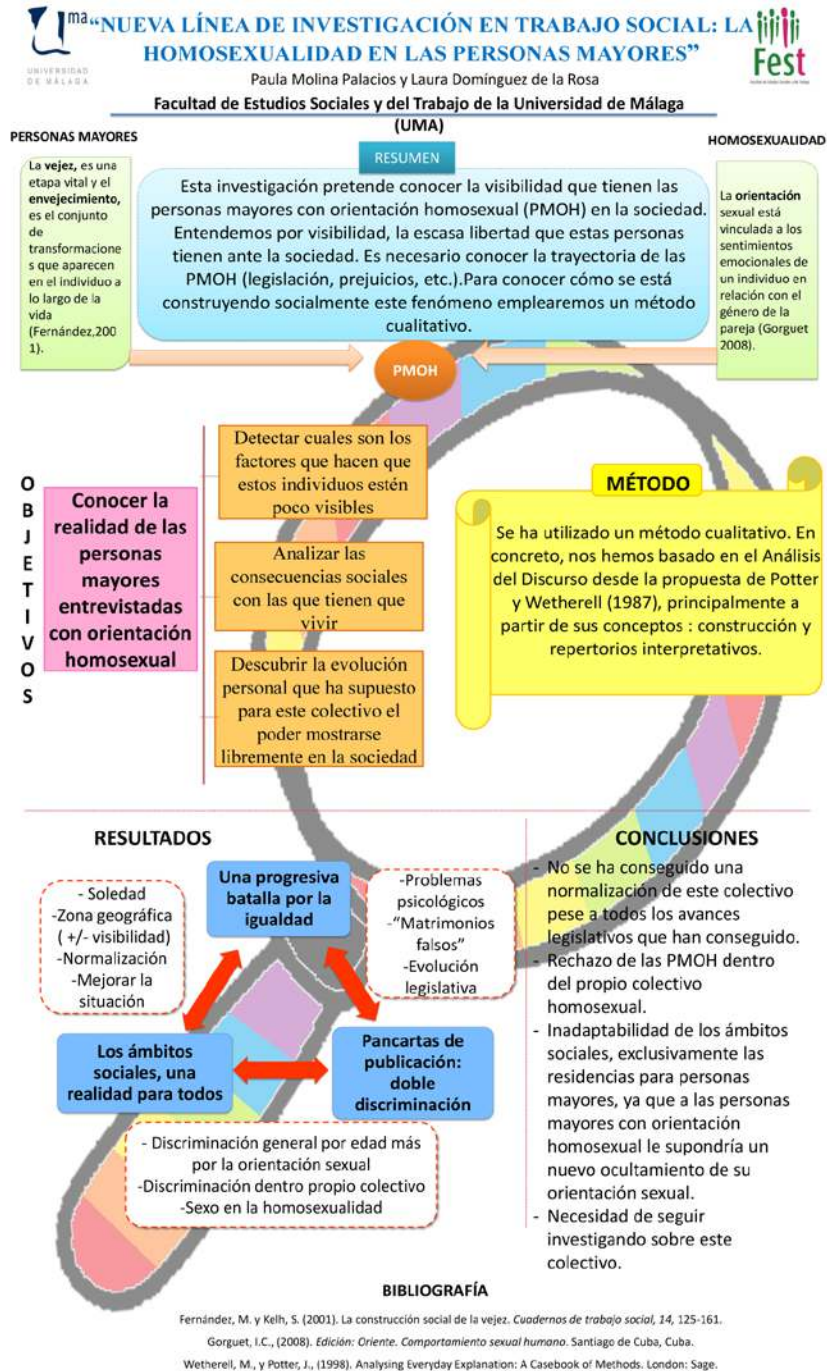 uma
UNIVERSIDAD
DE MÁLAGA
“NUEVA LÍNEA DE INVESTIGACIÓN EN TRABAJO SOCIAL: LA
HOMOSEXUALIDAD EN LAS PERSONAS MAYORES”
Fest
Paula Molina Palacios y Laura Domínguez de la Rosa
Facultad de Estudios Sociales y del Trabajo de la Universidad de Málaga
(UMA)
PERSONAS MAYORES
La vejez, es una
etapa vital y el
envejecimiento,
es el conjunto
de
transformacione
s que aparecen
en el individuo a
lo largo de la
vida
(Fernández,200
1).
RESUMEN
Esta investigación pretende conocer la visibilidad que tienen las
personas mayores con orientación homosexual (PMOH) en la sociedad.
Entendemos por visibilidad, la escasa libertad que estas personas
tienen ante la sociedad. Es necesario conocer la trayectoria de las
PMOH (legislación, prejuicios, etc.).Para conocer cómo se está
construyendo socialmente este fenómeno emplearemos un método
cualitativo.
HOMOSEXUALIDAD
La orientación
sexual está
vinculada a los
sentimientos
emocionales de
un individuo en
relación con el
género de la
pareja (Gorguet
2008).
PMOH
OBJETIVOS
Conocer la
realidad de las
personas
mayores
entrevistadas
con orientación
homosexual
Detectar cuales son los
factores que hacen que
estos individuos estén
poco visibles
Analizar las
consecuencias sociales
con las que tienen que
vivir
Descubrir la evolución
personal que ha supuesto
para este colectivo el
poder mostrarse
libremente en la sociedad
MÉTODO
Se ha utilizado un método cualitativo. En
concreto, nos hemos basado en el Análisis
del Discurso desde la propuesta de Potter
y Wetherell (1987), principalmente a
partir de sus conceptos : construcción y
repertorios interpretativos.
RESULTADOS
Una progresiva
batalla por la
igualdad
- Soledad
-Zona geográfica
( +/- visibilidad)
-Normalización
-Mejorar la
situación
-Problemas
psicológicos
-“Matrimonios
falsos”
-Evolución
legislativa
Los ámbitos
sociales, una
realidad para todos
Pancartas de
publicación:
doble
discriminación
- Discriminación general por edad más
por la orientación sexual
-Discriminación dentro propio colectivo
-Sexo en la homosexualidad
CONCLUSIONES
- No se ha conseguido una
normalización de este colectivo
pese a todos los avances
legislativos que han conseguido.
- Rechazo de las PMOH dentro
del propio colectivo
homosexual.
- Inadaptabilidad de los ámbitos
sociales, exclusivamente las
residencias para personas
mayores, ya que a las personas
mayores con orientación
homosexual le supondría un
nuevo ocultamiento de su
orientación sexual.
- Necesidad de seguir
investigando sobre este
colectivo.
BIBLIOGRAFÍA
Fernández, M. y Kelh, S. (2001). La construcción social de la vejez. Cuadernos de trabajo social, 14, 125-161.
Gorguet, I.C., (2008). Edición: Oriente. Comportamiento sexual humano. Santiago de Cuba, Cuba.
Wetherell, M., y Potter, J., (1998). Analysing Everyday Explanation: A Casebook of Methods. London: Sage.